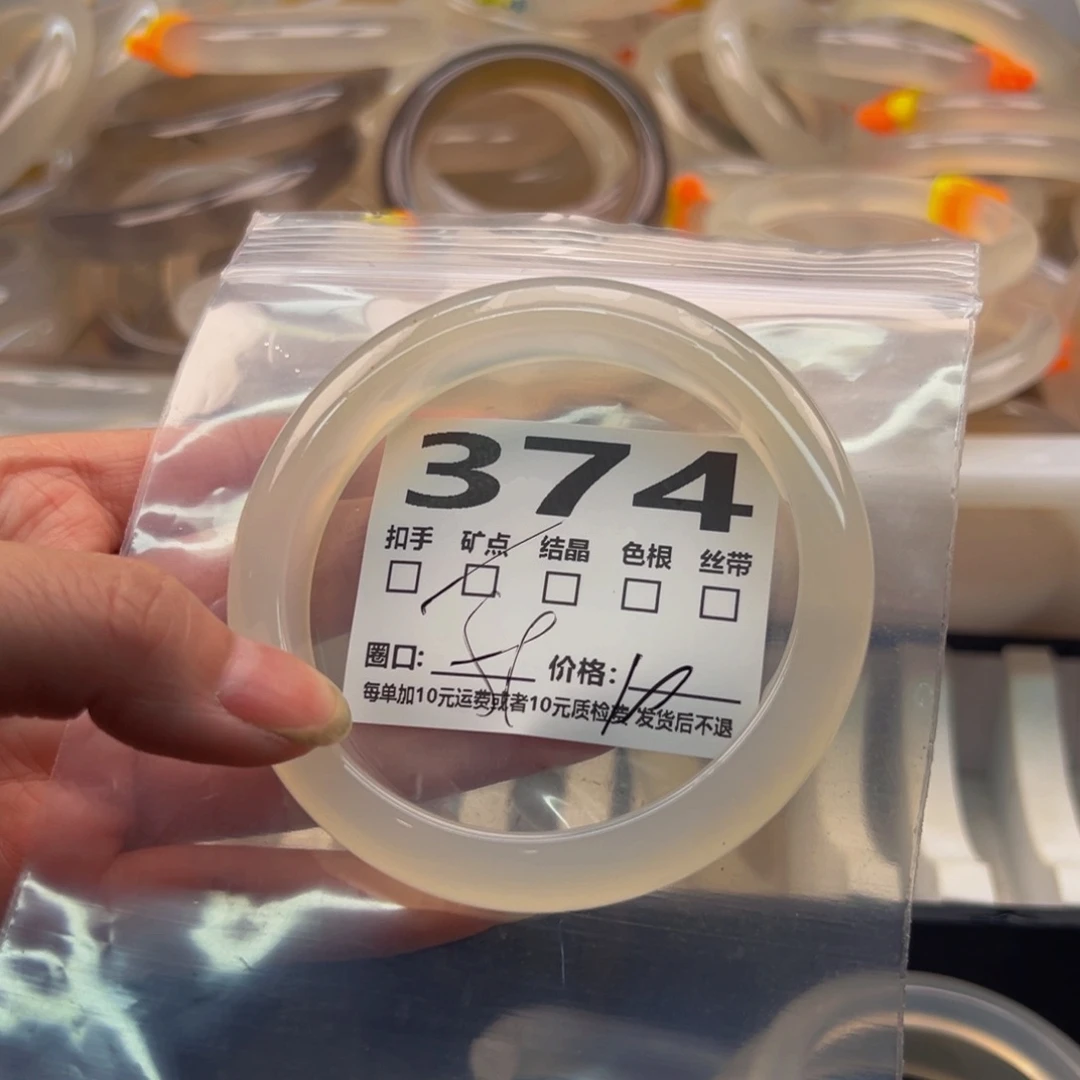 374
扣手 矿点 结晶 色根 丝带
圈口: 价格:
每单加10元运费或者10元质检费 发货后不退